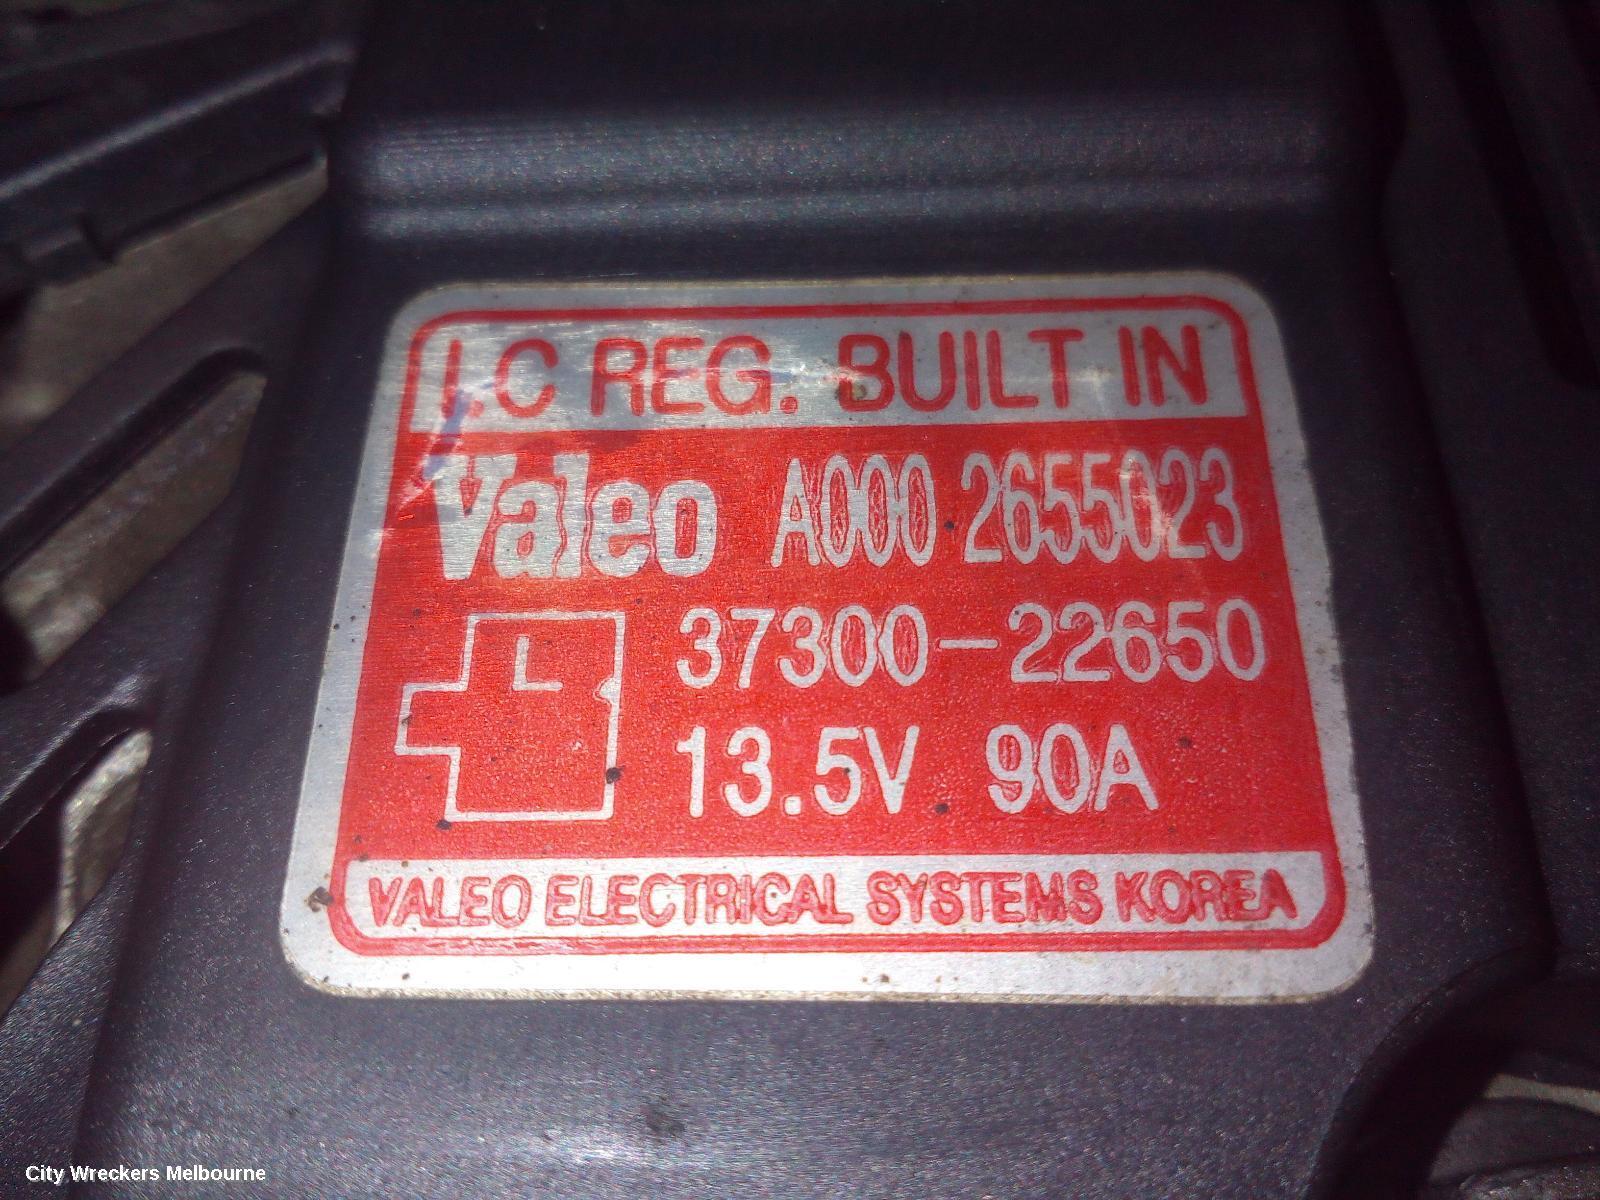 I.C REG. BUILT IN
Valeo A000 2655023
37300-22650
L
13.5V 90A
VALEO ELECTRICAL SYSTEMS KOREA
City Wreckers Melbourne